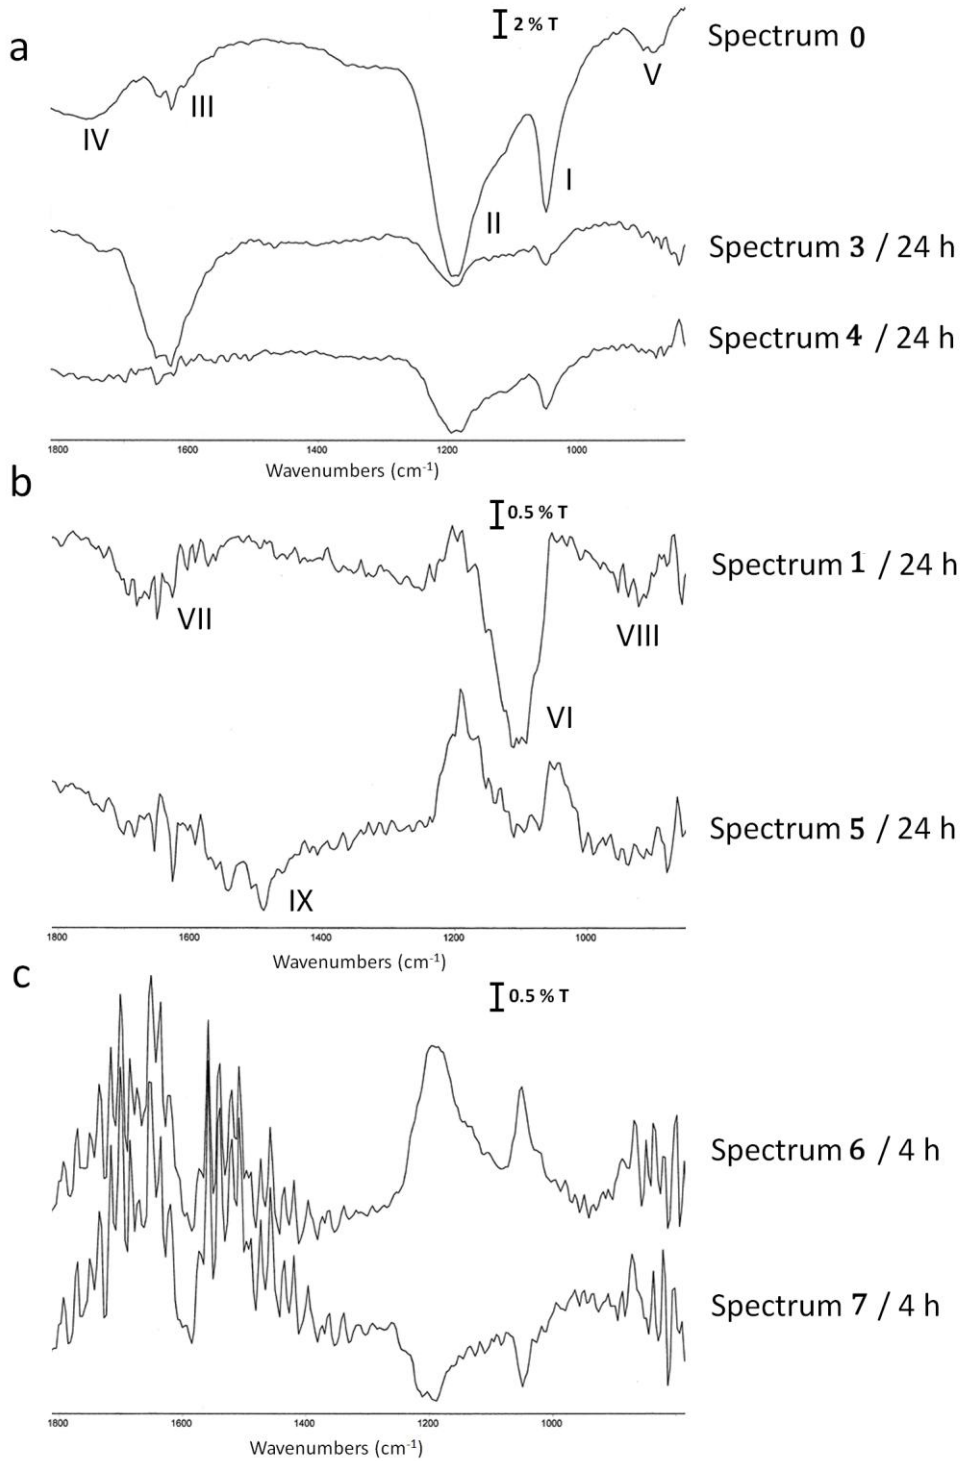 a
2 % T
Spectrum 0
IV
III
II
I
V
Spectrum 3 / 24 h
Spectrum 4 / 24 h
1800 1600 1400 1200 1000
Wavenumbers (cm-1)
b
0.5 % T
Spectrum 1 / 24 h
VII
VI
VIII
Spectrum 5 / 24 h
IX
1800 1600 1400 1200 1000
Wavenumbers (cm-1)
c
0.5 % T
Spectrum 6 / 4 h
Spectrum 7 / 4 h
1800 1600 1400 1200 1000
Wavenumbers (cm-1)